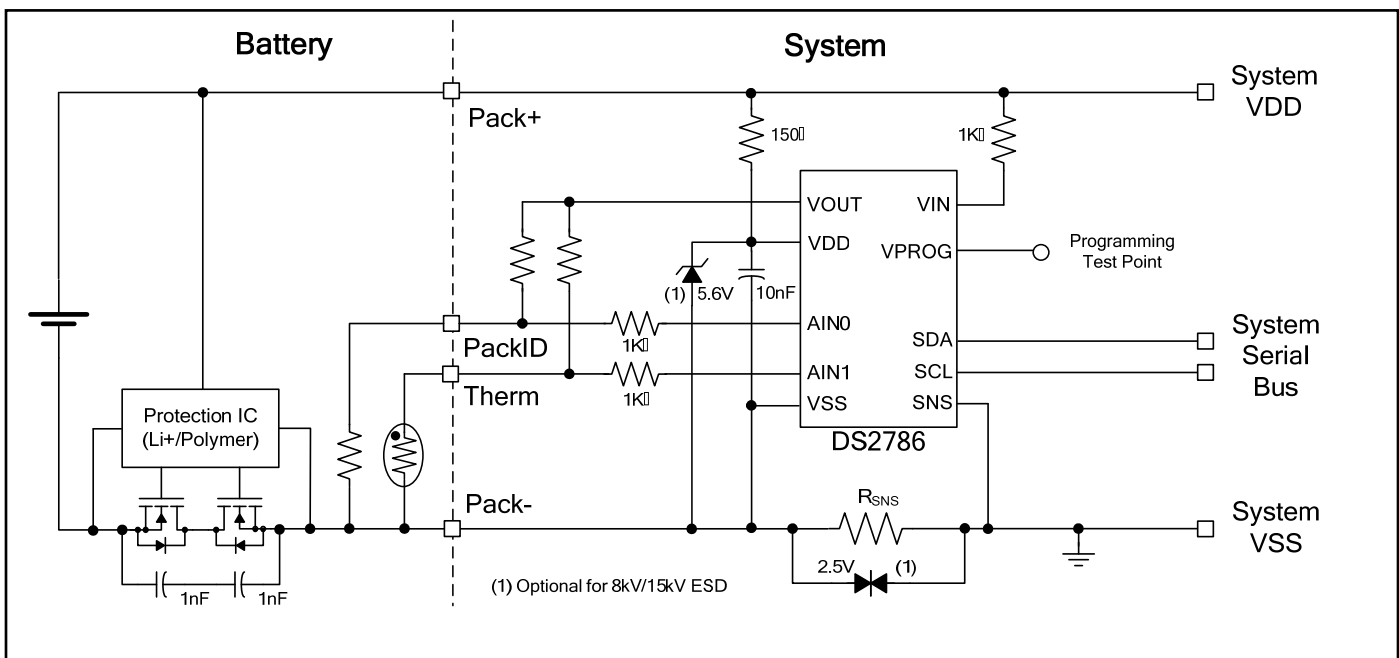 Battery
System
Pack+
System
VDD
150▯
1K▯
VOUT
VIN
VDD
VPROG
Programming
Test Point
(1) 5.6V
10nF
PackID
1K▯
AIN0
SDA
System
Serial
Bus
Therm
1K▯
AIN1
SCL
VSS
SNS
DS2786
Protection IC
(Li+/Polymer)
Pack-
RSNS
System
VSS
2.5V
(1)
1nF
1nF
(1) Optional for 8kV/15kV ESD